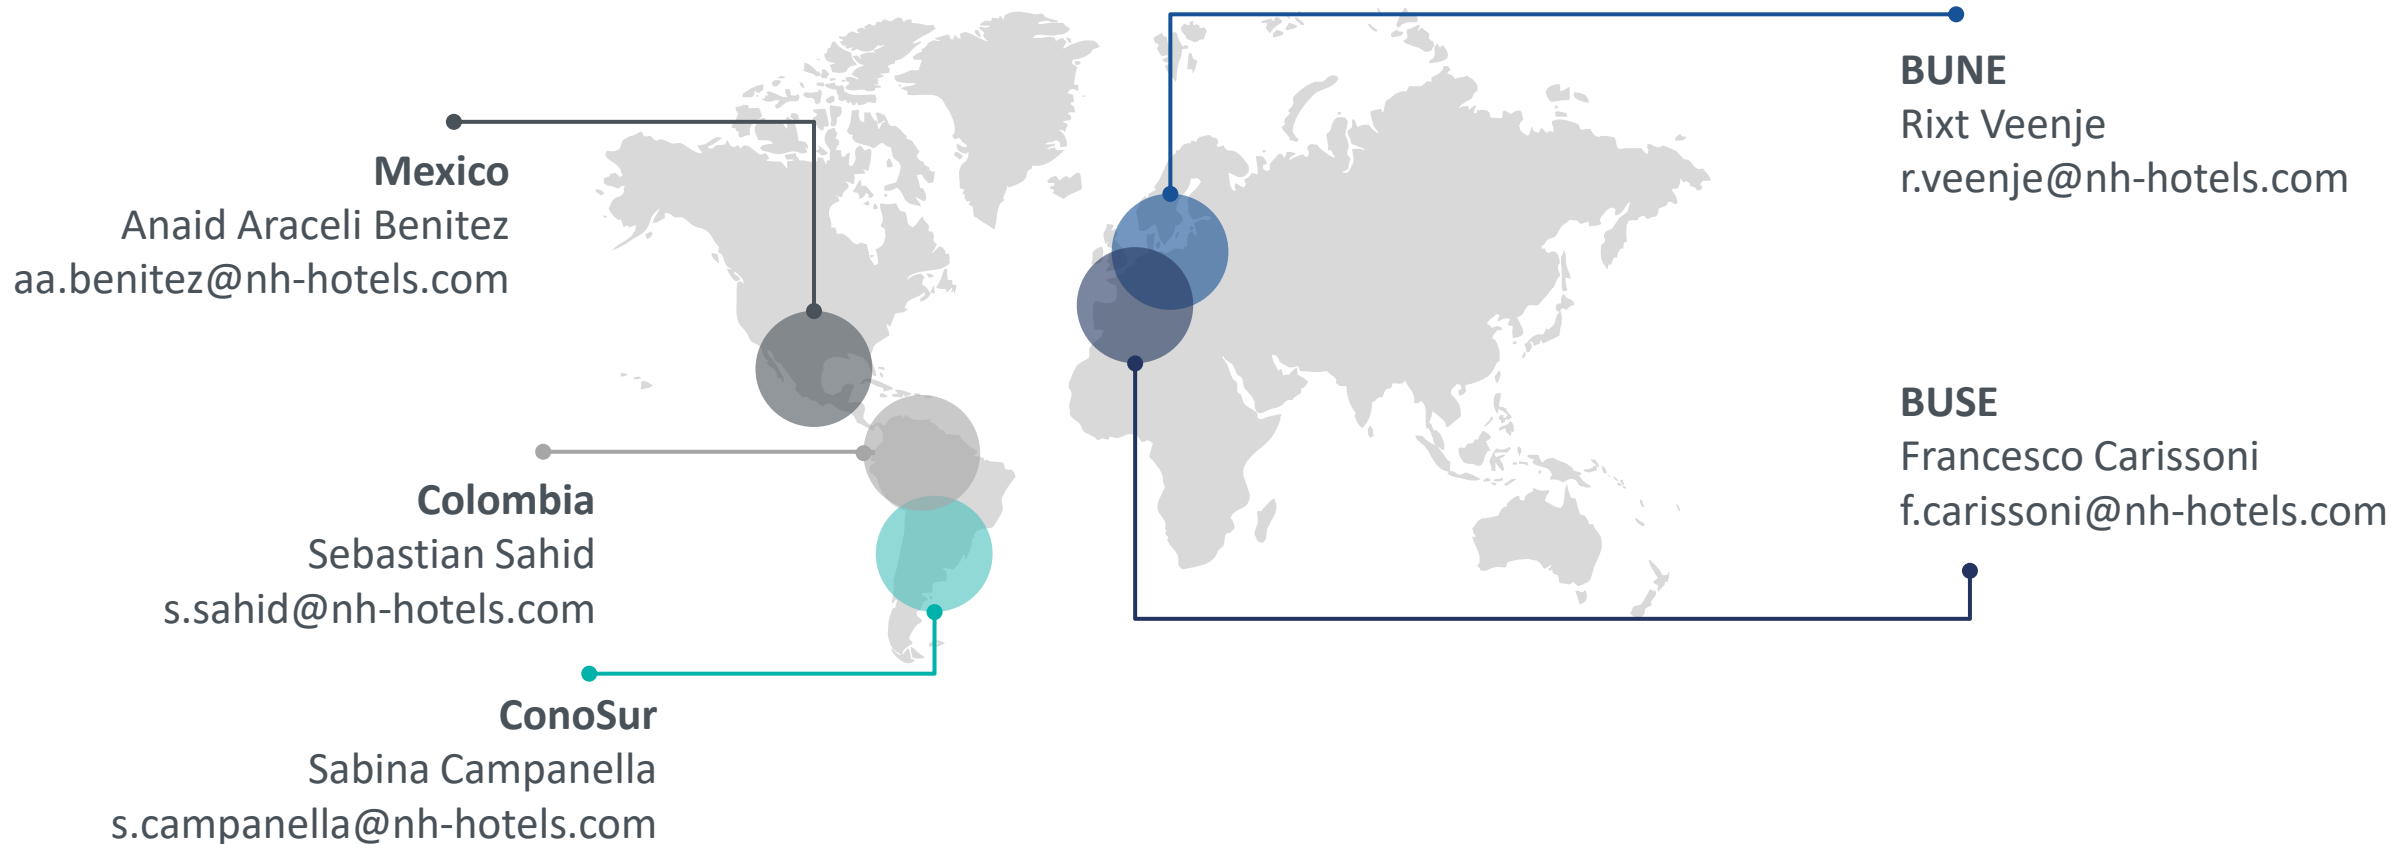 Mexico
Anaid Araceli Benitez
aa.benitez@nh-hotels.com
Colombia
Sebastian Sahid
s.sahid@nh-hotels.com
ConoSur
Sabina Campanella
s.campanella@nh-hotels.com
BUNE
Rixt Veenje
r.veenje@nh-hotels.com
BUSE
Francesco Carissoni
f.carissoni@nh-hotels.com